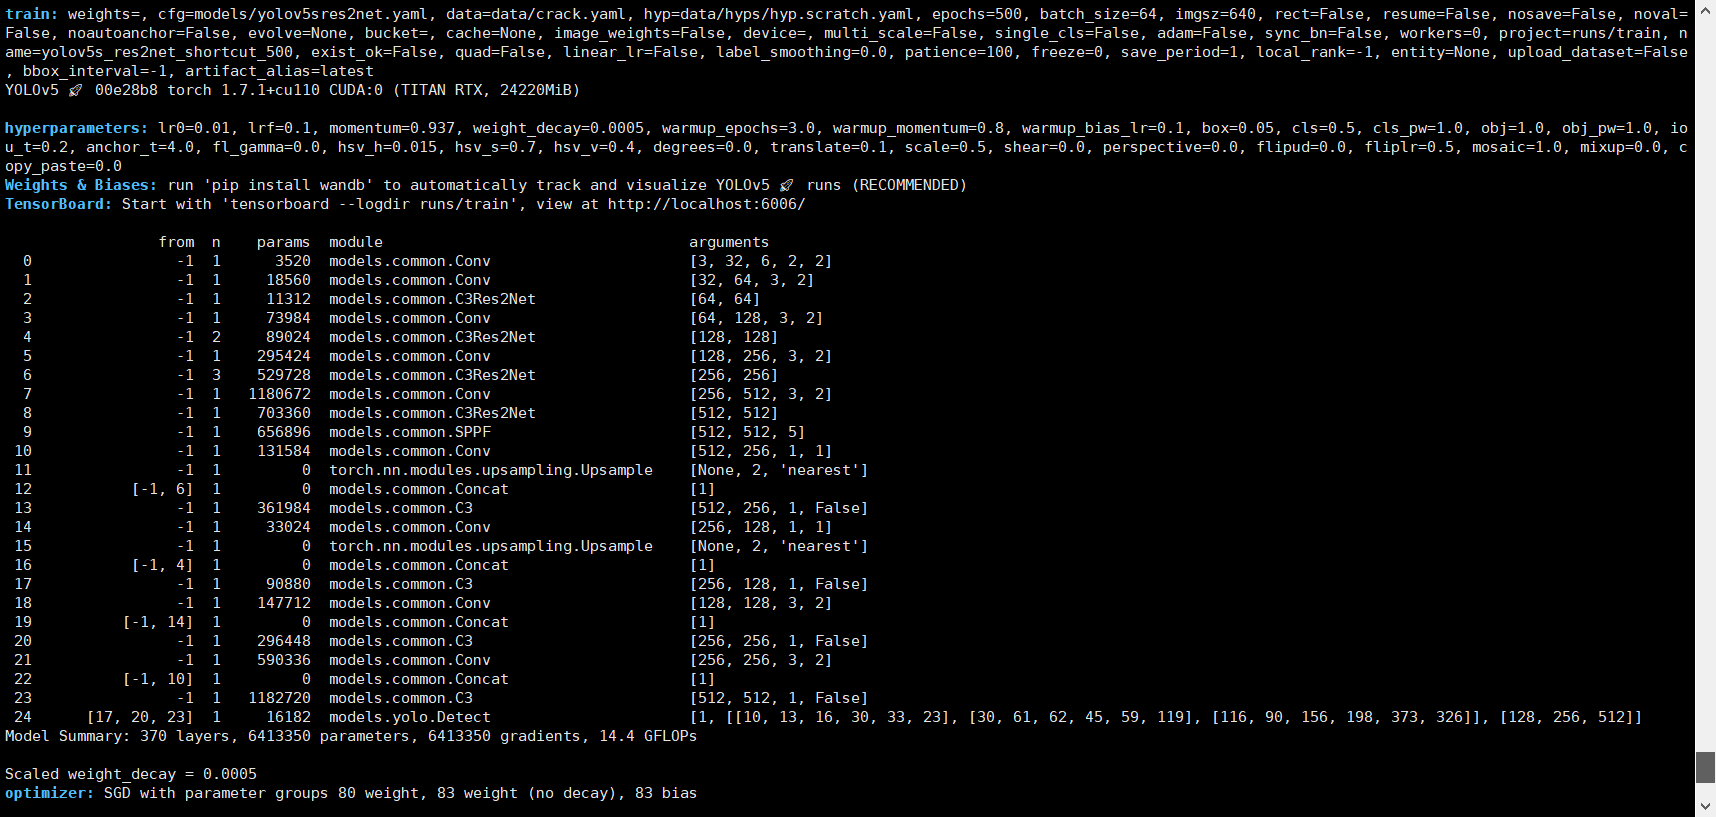 train: weights=, cfg=models/yolov5sres2net.yaml, data=data/crack.yaml, hyp=data/hyps/hyp.scratch.yaml, epochs=500, batch_size=64, imgsz=640, rect=False, resume=False, nosave=False, noval=
False, noautoanchor=False, evolve=None, bucket=, cache=None, image_weights=False, device=, multi_scale=False, single_cls=False, adam=False, sync_bn=False, workers=0, project=runs/train, n
ame=yolov5s_res2net_shortcut_500, exist_ok=False, quad=False, linear_lr=False, label_smoothing=0.0, patience=100, freeze=0, save_period=1, local_rank=-1, entity=None, upload_dataset=False
, bbox_interval=-1, artifact_alias=latest
YOLOv5 🚀 00e28b8 torch 1.7.1+cu110 CUDA:0 (TITAN RTX, 24220MiB)
hyperparameters: lr0=0.01, lrf=0.1, momentum=0.937, weight_decay=0.0005, warmup_epochs=3.0, warmup_momentum=0.8, warmup_bias_lr=0.1, box=0.05, cls=0.5, cls_pw=1.0, obj=1.0, obj_pw=1.0, io
u_t=0.2, anchor_t=4.0, fl_gamma=0.0, hsv_h=0.015, hsv_s=0.7, hsv_v=0.4, degrees=0.0, translate=0.1, scale=0.5, shear=0.0, perspective=0.0, flipud=0.0, fliplr=0.5, mosaic=1.0, mixup=0.0, c
opy_paste=0.0
Weights & Biases: run 'pip install wandb' to automatically track and visualize YOLOv5 🚀 runs (RECOMMENDED)
TensorBoard: Start with 'tensorboard --logdir runs/train', view at http://localhost:6006/
from n params module arguments
0 -1 1 3520 models.common.Conv [3, 32, 6, 2, 2]
1 -1 1 18560 models.common.Conv [32, 64, 3, 2]
2 -1 1 11312 models.common.C3Res2Net [64, 64]
3 -1 1 73984 models.common.Conv [64, 128, 3, 2]
4 -1 2 89024 models.common.C3Res2Net [128, 128]
5 -1 1 295424 models.common.Conv [128, 256, 3, 2]
6 -1 3 529728 models.common.C3Res2Net [256, 256]
7 -1 1 1180672 models.common.Conv [256, 512, 3, 2]
8 -1 1 703360 models.common.C3Res2Net [512, 512]
9 -1 1 656896 models.common.SPPF [512, 512, 5]
10 -1 1 131584 models.common.Conv [512, 256, 1, 1]
11 -1 1 0 torch.nn.modules.upsampling.Upsample [None, 2, 'nearest']
12 [-1, 6] 1 0 models.common.Concat [1]
13 -1 1 361984 models.common.C3 [512, 256, 1, False]
14 -1 1 33024 models.common.Conv [256, 128, 1, 1]
15 -1 1 0 torch.nn.modules.upsampling.Upsample [None, 2, 'nearest']
16 [-1, 4] 1 0 models.common.Concat [1]
17 -1 1 90880 models.common.C3 [256, 128, 1, False]
18 -1 1 147712 models.common.Conv [128, 128, 3, 2]
19 [-1, 14] 1 0 models.common.Concat [1]
20 -1 1 296448 models.common.C3 [256, 256, 1, False]
21 -1 1 590336 models.common.Conv [256, 256, 3, 2]
22 [-1, 10] 1 0 models.common.Concat [1]
23 -1 1 1182720 models.common.C3 [512, 512, 1, False]
24 [17, 20, 23] 1 16182 models.yolo.Detect [1, [[10, 13, 16, 30, 33, 23], [30, 61, 62, 45, 59, 119], [116, 90, 156, 198, 373, 326]], [128, 256, 512]]
Model Summary: 370 layers, 6413350 parameters, 6413350 gradients, 14.4 GFLOPs
Scaled weight_decay = 0.0005
optimizer: SGD with parameter groups 80 weight, 83 weight (no decay), 83 bias